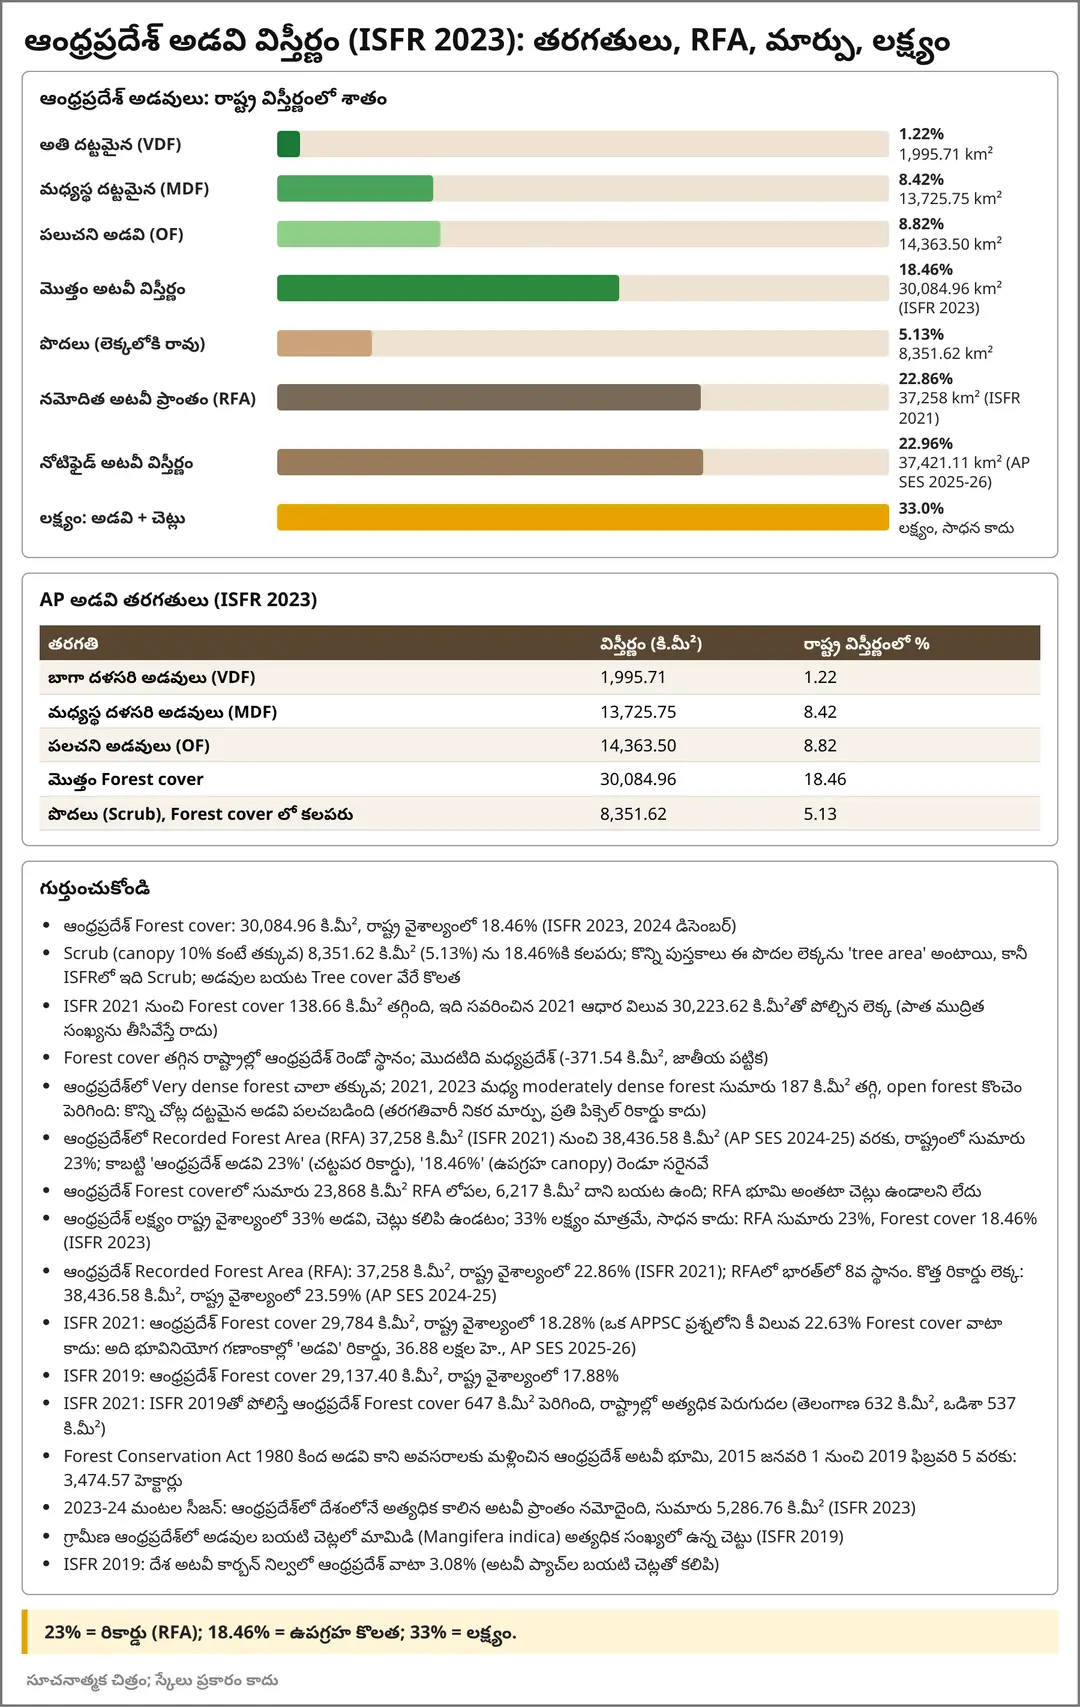 ఆంధ్రప్రదేశ్ అడవి విస్తీర్ణం (ISFR 2023): తరగతులు, RFA, మార్పు, లక్ష్యం
ఆంధ్రప్రదేశ్ అడవులు: రాష్ట్ర విస్తీర్ణంలో శాతం
అతి దట్టమైన (VDF)
1.22%
1,995.71 km²
మధ్యస్థ దట్టమైన (MDF)
8.42%
13,725.75 km²
పలుచని అడవి (OF)
8.82%
14,363.50 km²
మొత్తం అటవీ విస్తీర్ణం
18.46%
30,084.96 km²
(ISFR 2023)
పొదలు (లెక్కలోకి రావు)
5.13%
8,351.62 km²
నమోదిత అటవీ ప్రాంతం (RFA)
22.86%
37,258 km² (ISFR
2021)
నోటిఫైడ్ అటవీ విస్తీర్ణం
22.96%
37,421.11 km² (AP
SES 2025-26)
లక్ష్యం: అడవి + చెట్లు
33.0%
లక్ష్యం, సాధన కాదు
AP అడవి తరగతులు (ISFR 2023)
తరగతి విస్తీర్ణం (కి.మీ²) రాష్ట్ర విస్తీర్ణంలో %
బాగా దళసరి అడవులు (VDF) 1,995.71 1.22
మధ్యస్థ దళసరి అడవులు (MDF) 13,725.75 8.42
పలచని అడవులు (OF) 14,363.50 8.82
మొత్తం Forest cover 30,084.96 18.46
పొదలు (Scrub), Forest cover లో కలపరు 8,351.62 5.13
గుర్తుంచుకోండి
• ఆంధ్రప్రదేశ్ Forest cover: 30,084.96 కి.మీ², రాష్ట్ర వైశాల్యంలో 18.46% (ISFR 2023, 2024 డిసెంబర్)
• Scrub (canopy 10% కంటే తక్కువ) 8,351.62 కి.మీ² (5.13%) ను 18.46%కి కలపరు; కొన్ని పుస్తకాలు ఈ పొదల లెక్కను 'tree area' అంటాయి, కానీ
ISFRలో ఇది Scrub; అడవుల బయట Tree cover వేరే కొలత
• ISFR 2021 నుంచి Forest cover 138.66 కి.మీ² తగ్గింది, ఇది సవరించిన 2021 ఆధార విలువ 30,223.62 కి.మీ²తో పోల్చిన లెక్క (పాత ముద్రిత
సంఖ్యను తీసివేస్తే రాదు)
• Forest cover తగ్గిన రాష్ట్రాల్లో ఆంధ్రప్రదేశ్ రెండో స్థానం; మొదటిది మధ్యప్రదేశ్ (-371.54 కి.మీ², జాతీయ పట్టిక)
• ఆంధ్రప్రదేశ్‌లో Very dense forest చాలా తక్కువ; 2021, 2023 మధ్య moderately dense forest సుమారు 187 కి.మీ² తగ్గి, open forest కొంచెం
పెరిగింది: కొన్ని చోట్ల దట్టమైన అడవి పలచబడింది (తరగతివారీ నికర మార్పు, ప్రతి పిక్సెల్ రికార్డు కాదు)
• ఆంధ్రప్రదేశ్‌లో Recorded Forest Area (RFA) 37,258 కి.మీ² (ISFR 2021) నుంచి 38,436.58 కి.మీ² (AP SES 2024-25) వరకు, రాష్ట్రంలో సుమారు
23%; కాబట్టి 'ఆంధ్రప్రదేశ్ అడవి 23%' (చట్టపర రికార్డు), '18.46%' (ఉపగ్రహ canopy) రెండూ సరైనవే
• ఆంధ్రప్రదేశ్ Forest coverలో సుమారు 23,868 కి.మీ² RFA లోపల, 6,217 కి.మీ² దాని బయట ఉంది; RFA భూమి అంతటా చెట్లు ఉండాలని లేదు
• ఆంధ్రప్రదేశ్ లక్ష్యం రాష్ట్ర వైశాల్యంలో 33% అడవి, చెట్లు కలిపి ఉండటం; 33% లక్ష్యం మాత్రమే, సాధన కాదు: RFA సుమారు 23%, Forest cover 18.46%
(ISFR 2023)
• ఆంధ్రప్రదేశ్ Recorded Forest Area (RFA): 37,258 కి.మీ², రాష్ట్ర వైశాల్యంలో 22.86% (ISFR 2021); RFAలో భారత్‌లో 8వ స్థానం. కొత్త రికార్డు లెక్క:
38,436.58 కి.మీ², రాష్ట్ర వైశాల్యంలో 23.59% (AP SES 2024-25)
• ISFR 2021: ఆంధ్రప్రదేశ్ Forest cover 29,784 కి.మీ², రాష్ట్ర వైశాల్యంలో 18.28% (ఒక APPSC ప్రశ్నలోని కీ విలువ 22.63% Forest cover వాటా
కాదు: అది భూవినియోగ గణాంకాల్లో 'అడవి' రికార్డు, 36.88 లక్షల హె., AP SES 2025-26)
• ISFR 2019: ఆంధ్రప్రదేశ్ Forest cover 29,137.40 కి.మీ², రాష్ట్ర వైశాల్యంలో 17.88%
• ISFR 2021: ISFR 2019తో పోలిస్తే ఆంధ్రప్రదేశ్ Forest cover 647 కి.మీ² పెరిగింది, రాష్ట్రాల్లో అత్యధిక పెరుగుదల (తెలంగాణ 632 కి.మీ², ఒడిశా 537
కి.మీ²)
• Forest Conservation Act 1980 కింద అడవి కాని అవసరాలకు మళ్లించిన ఆంధ్రప్రదేశ్ అటవీ భూమి, 2015 జనవరి 1 నుంచి 2019 ఫిబ్రవరి 5 వరకు:
3,474.57 హెక్టార్లు
• 2023-24 మంటల సీజన్: ఆంధ్రప్రదేశ్‌లో దేశంలోనే అత్యధిక కాలిన అటవీ ప్రాంతం నమోదైంది, సుమారు 5,286.76 కి.మీ² (ISFR 2023)
• గ్రామీణ ఆంధ్రప్రదేశ్‌లో అడవుల బయటి చెట్లలో మామిడి (Mangifera indica) అత్యధిక సంఖ్యలో ఉన్న చెట్టు (ISFR 2019)
• ISFR 2019: దేశ అటవీ కార్బన్ నిల్వలో ఆంధ్రప్రదేశ్ వాటా 3.08% (అటవీ ప్యాచ్‌ల బయటి చెట్లతో కలిపి)
23% = రికార్డు (RFA); 18.46% = ఉపగ్రహ కొలత; 33% = లక్ష్యం.
సూచనాత్మక చిత్రం; స్కేలు ప్రకారం కాదు